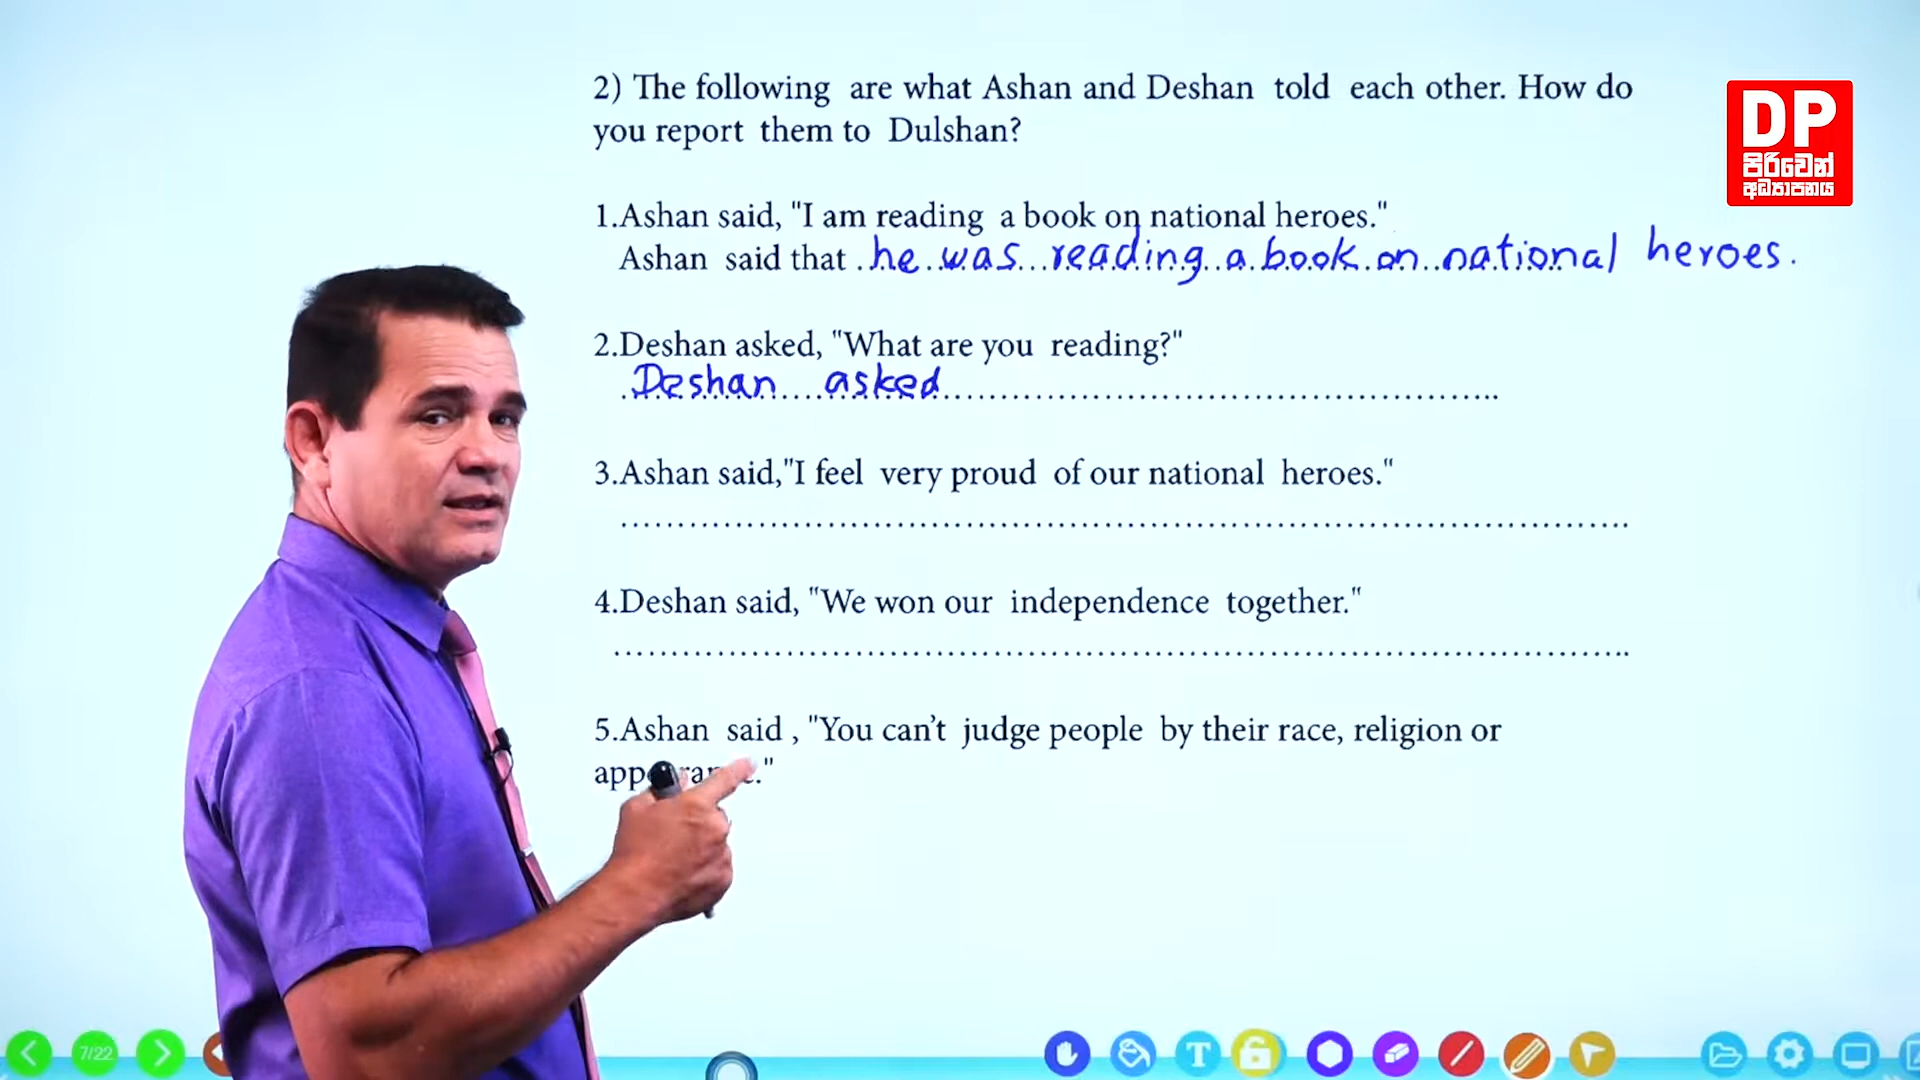 2) The following are what Ashan and Deshan told each other. How do
you report them to Dulshan?
DP
පිරිවෙන්
අධ්‍යාපනය
1.Ashan said, "I am reading a book on national heroes."
Ashan said that he was reading a book on national heroes.
2.Deshan asked, "What are you reading?"
Deshan asked
3.Ashan said,"I feel very proud of our national heroes."
4.Deshan said, "We won our independence together."
5.Ashan said , "You can't judge people by their race, religion or
7/22